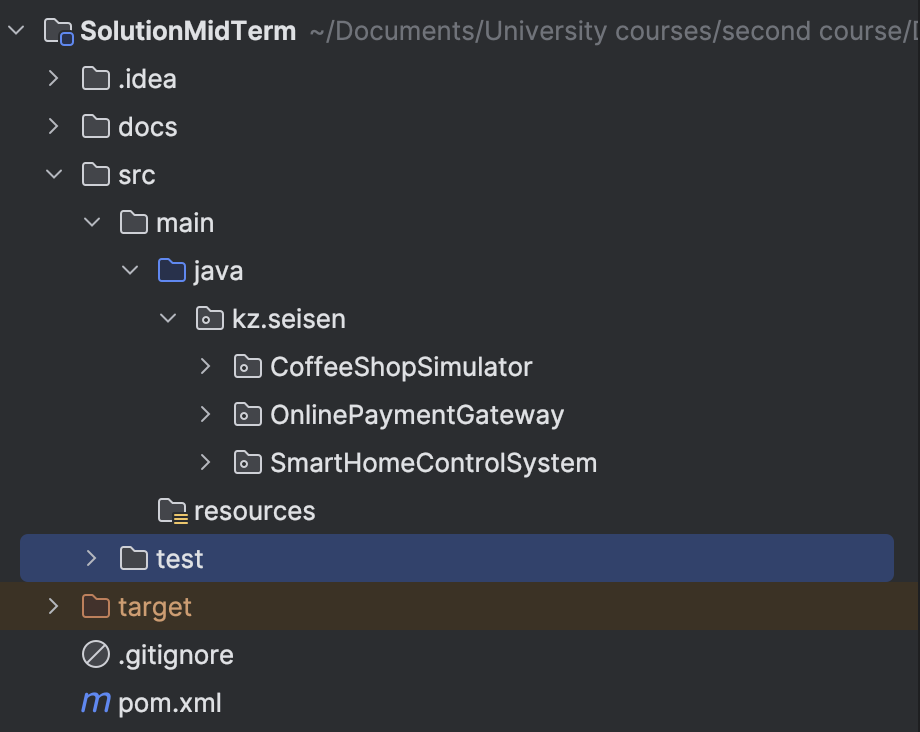 SolutionMidTerm ~/Documents/University courses/second course/
.idea
docs
src
main
java
kz.seisen
CoffeeShopSimulator
OnlinePaymentGateway
SmartHomeControlSystem
resources
test
target
.gitignore
m pom.xml